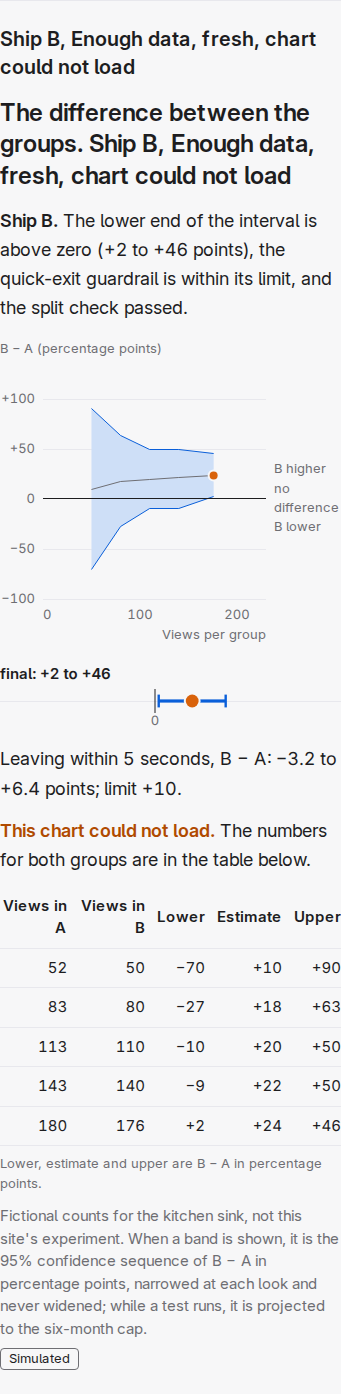 Ship B, Enough data, fresh, chart
could not load
The difference between the
groups. Ship B, Enough data,
fresh, chart could not load
Ship B. The lower end of the interval is
above zero (+2 to +46 points), the
quick-exit guardrail is within its limit, and
the split check passed.
B − A (percentage points)
+100
+50
0
−50
−100
B higher
no
difference
B lower
0 100 200
Views per group
final: +2 to +46
0
Leaving within 5 seconds, B − A: −3.2 to
+6.4 points; limit +10.
This chart could not load. The numbers
for both groups are in the table below.
Views in A Views in B Lower Estimate Upper
52 50 −70 +10 +90
83 80 −27 +18 +63
113 110 −10 +20 +50
143 140 −9 +22 +50
180 176 +2 +24 +46
Lower, estimate and upper are B − A in percentage
points.
Fictional counts for the kitchen sink, not this
site's experiment. When a band is shown, it is the
95% confidence sequence of B − A in
percentage points, narrowed at each look and
never widened; while a test runs, it is projected
to the six-month cap.
Simulated